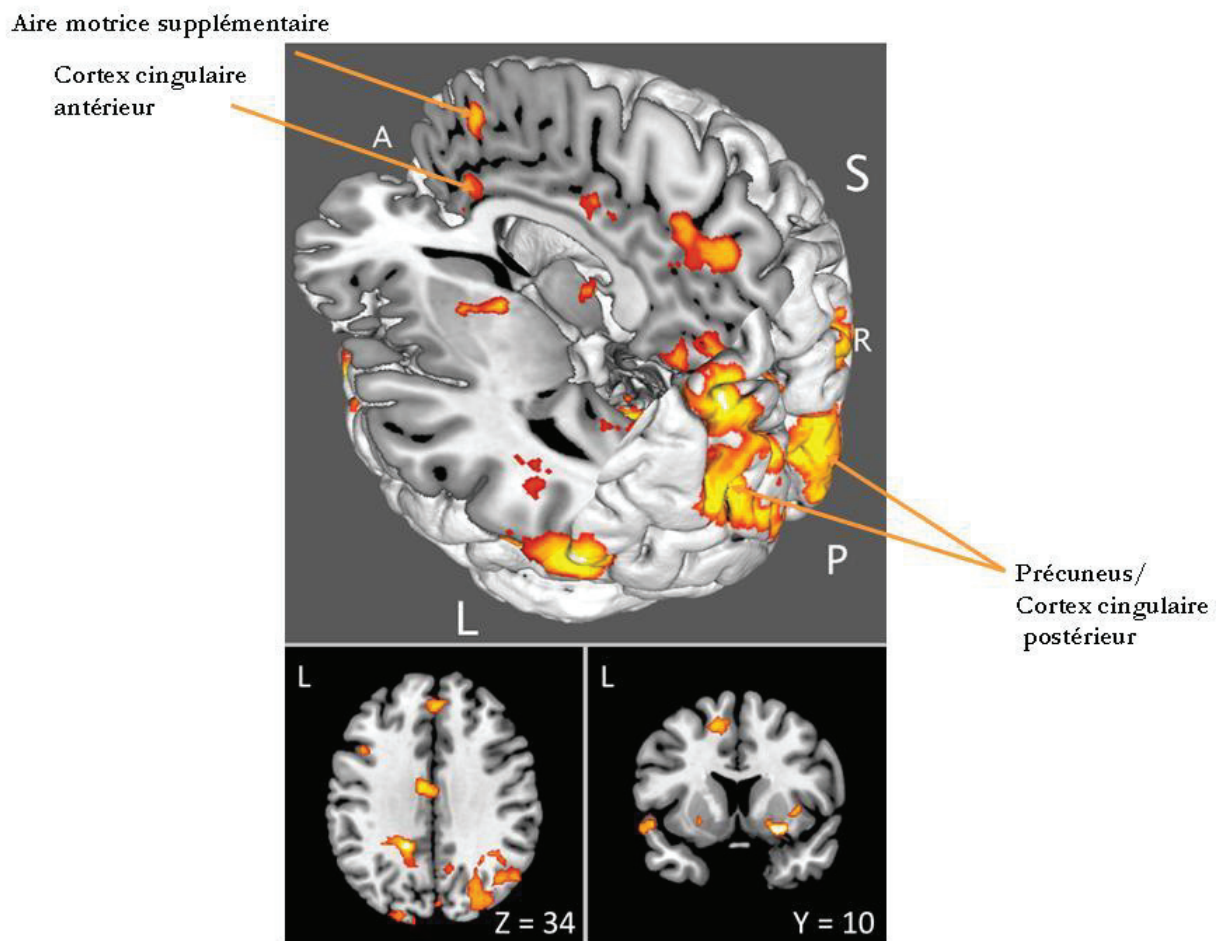 Aire motrice supplémentaire
Cortex cingulaire
antérieur
A
S
R
P
L
Précuneus/
Cortex cingulaire
postérieur
L
Z = 34
L
Y = 10